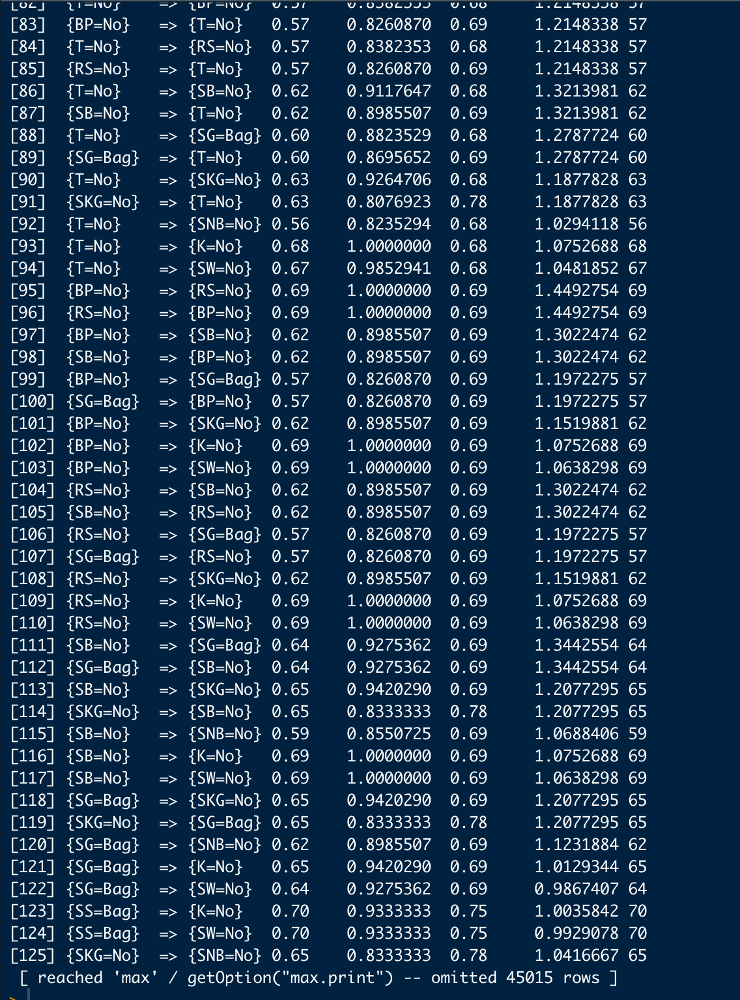 [82] {T=No} => {BP=No} 0.57 0.8382353 0.68 1.2148338 57
[83] {BP=No} => {T=No} 0.57 0.8260870 0.69 1.2148338 57
[84] {T=No} => {RS=No} 0.57 0.8382353 0.68 1.2148338 57
[85] {RS=No} => {T=No} 0.57 0.8260870 0.69 1.2148338 57
[86] {T=No} => {SB=No} 0.62 0.9117647 0.68 1.3213981 62
[87] {SB=No} => {T=No} 0.62 0.8985507 0.69 1.3213981 62
[88] {T=No} => {SG=Bag} 0.60 0.8823529 0.68 1.2787724 60
[89] {SG=Bag} => {T=No} 0.60 0.8695652 0.69 1.2787724 60
[90] {T=No} => {SKG=No} 0.63 0.9264706 0.68 1.1877828 63
[91] {SKG=No} => {T=No} 0.63 0.8076923 0.78 1.1877828 63
[92] {T=No} => {SNB=No} 0.56 0.8235294 0.68 1.0294118 56
[93] {T=No} => {K=No} 0.68 1.0000000 0.68 1.0752688 68
[94] {T=No} => {SW=No} 0.67 0.9852941 0.68 1.0481852 67
[95] {BP=No} => {RS=No} 0.69 1.0000000 0.69 1.4492754 69
[96] {RS=No} => {BP=No} 0.69 1.0000000 0.69 1.4492754 69
[97] {BP=No} => {SB=No} 0.62 0.8985507 0.69 1.3022474 62
[98] {SB=No} => {BP=No} 0.62 0.8985507 0.69 1.3022474 62
[99] {BP=No} => {SG=Bag} 0.57 0.8260870 0.69 1.1972275 57
[100] {SG=Bag} => {BP=No} 0.57 0.8260870 0.69 1.1972275 57
[101] {BP=No} => {SKG=No} 0.62 0.8985507 0.69 1.1519881 62
[102] {BP=No} => {K=No} 0.69 1.0000000 0.69 1.0752688 69
[103] {BP=No} => {SW=No} 0.69 1.0000000 0.69 1.0638298 69
[104] {RS=No} => {SB=No} 0.62 0.8985507 0.69 1.3022474 62
[105] {SB=No} => {RS=No} 0.62 0.8985507 0.69 1.3022474 62
[106] {RS=No} => {SG=Bag} 0.57 0.8260870 0.69 1.1972275 57
[107] {SG=Bag} => {RS=No} 0.57 0.8260870 0.69 1.1972275 57
[108] {RS=No} => {SKG=No} 0.62 0.8985507 0.69 1.1519881 62
[109] {RS=No} => {K=No} 0.69 1.0000000 0.69 1.0752688 69
[110] {RS=No} => {SW=No} 0.69 1.0000000 0.69 1.0638298 69
[111] {SB=No} => {SG=Bag} 0.64 0.9275362 0.69 1.3442554 64
[112] {SG=Bag} => {SB=No} 0.64 0.9275362 0.69 1.3442554 64
[113] {SB=No} => {SKG=No} 0.65 0.9420290 0.69 1.2077295 65
[114] {SKG=No} => {SB=No} 0.65 0.8333333 0.78 1.2077295 65
[115] {SB=No} => {SNB=No} 0.59 0.8550725 0.69 1.0688406 59
[116] {SB=No} => {K=No} 0.69 1.0000000 0.69 1.0752688 69
[117] {SB=No} => {SW=No} 0.69 1.0000000 0.69 1.0638298 69
[118] {SG=Bag} => {SKG=No} 0.65 0.9420290 0.69 1.2077295 65
[119] {SKG=No} => {SG=Bag} 0.65 0.8333333 0.78 1.2077295 65
[120] {SG=Bag} => {SNB=No} 0.62 0.8985507 0.69 1.1231884 62
[121] {SG=Bag} => {K=No} 0.65 0.9420290 0.69 1.0129344 65
[122] {SG=Bag} => {SW=No} 0.64 0.9275362 0.69 0.9867407 64
[123] {SS=Bag} => {K=No} 0.70 0.9333333 0.75 1.0035842 70
[124] {SS=Bag} => {SW=No} 0.70 0.9333333 0.75 0.9929078 70
[125] {SKG=No} => {SNB=No} 0.65 0.8333333 0.78 1.0416667 65
[ reached 'max' / getOption("max.print") -- omitted 45015 rows ]
>